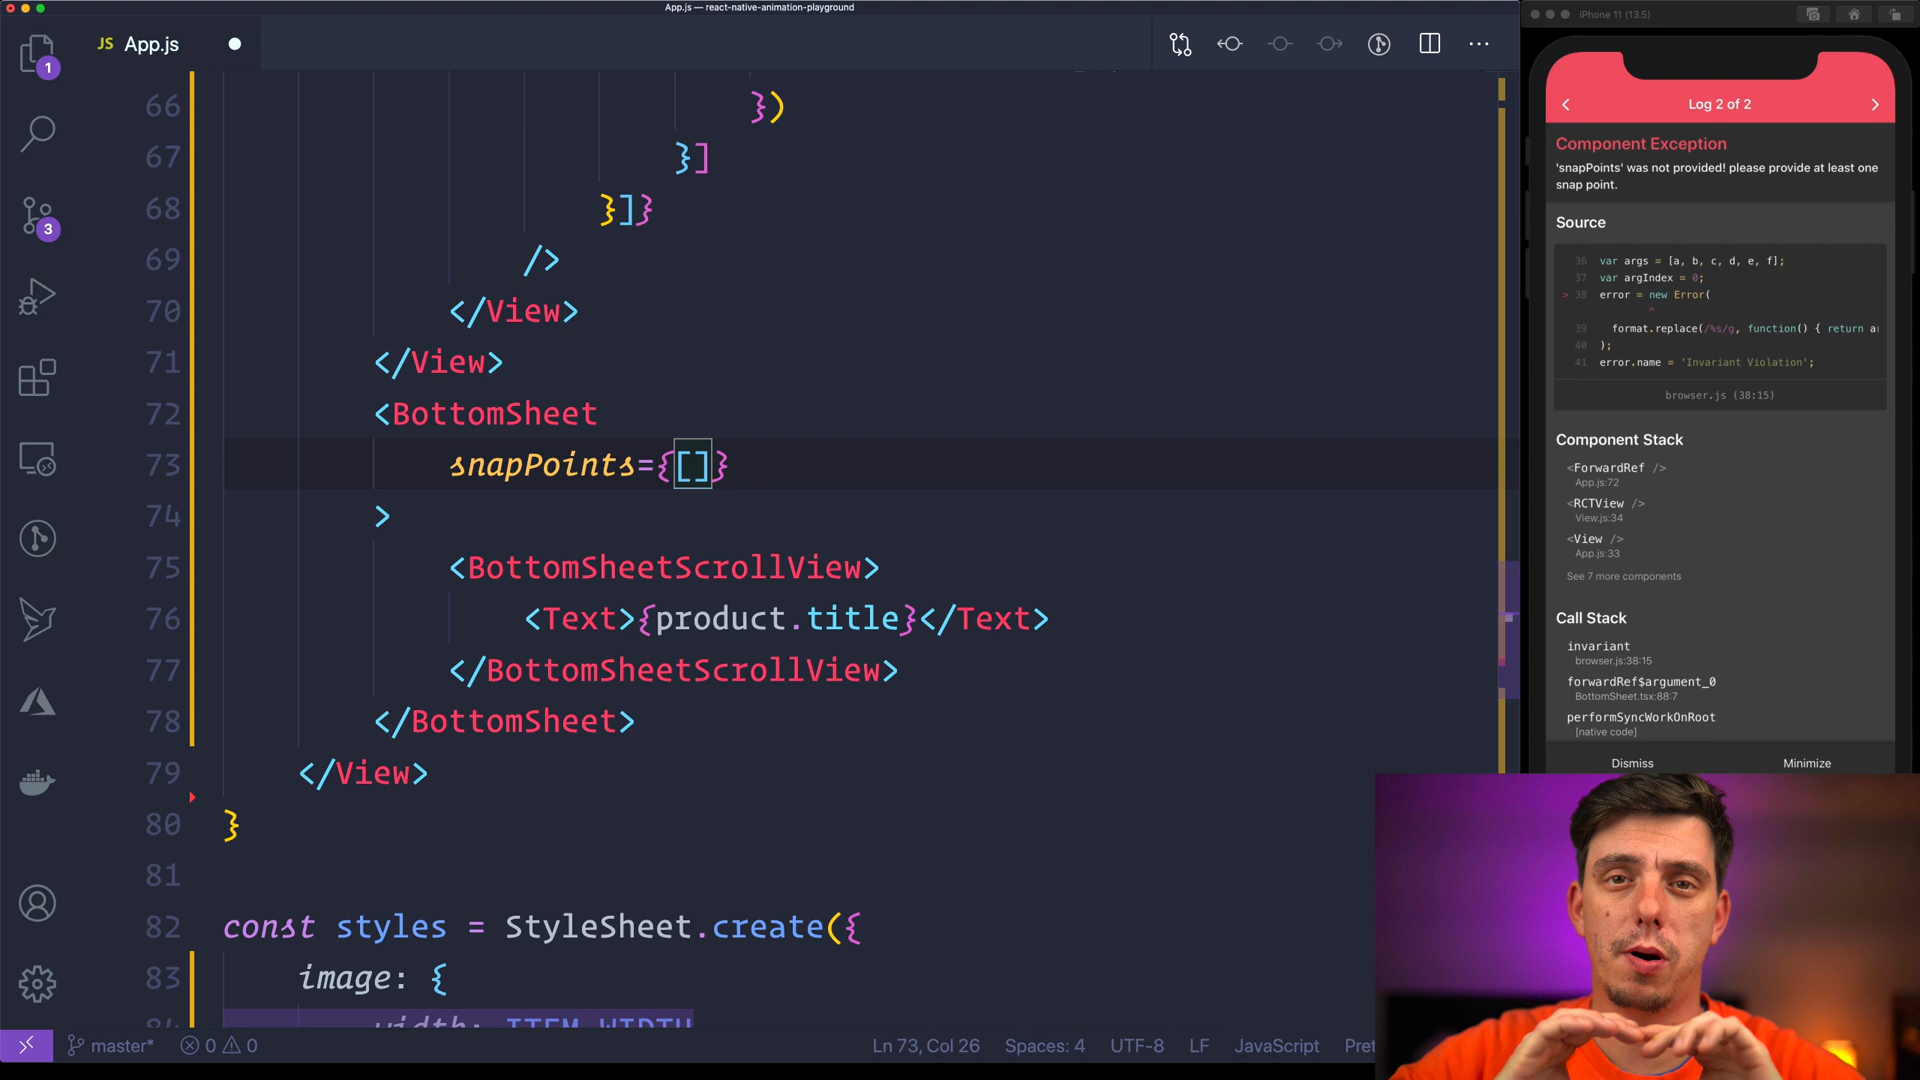 App.js — react-native-animation-playground
JS App.js
1
3
66 })
67 }]
68 }]}
69 />
70 </View>
71 </View>
72 <BottomSheet
73 snapPoints={[]}
74 >
75 <BottomSheetScrollView>
76 <Text>{product.title}</Text>
77 </BottomSheetScrollView>
78 </BottomSheet>
79 </View>
80 }
81
82 const styles = StyleSheet.create({
83 image: {
84 width: ITEM_WIDTH
master* 0 0 Ln 73, Col 26 Spaces: 4 UTF-8 LF JavaScript Pret
iPhone 11 (13.5)
Log 2 of 2
Component Exception
'snapPoints' was not provided! please provide at least one
snap point.
Source
36 var args = [a, b, c, d, e, f];
37 var argIndex = 0;
> 38 error = new Error(
^
39 format.replace(/%s/g, function() { return ar
40 );
41 error.name = 'Invariant Violation';
browser.js (38:15)
Component Stack
<ForwardRef />
App.js:72
<RCTView />
View.js:34
<View />
App.js:33
See 7 more components
Call Stack
invariant
browser.js:38:15
forwardRef$argument_0
BottomSheet.tsx:88:7
performSyncWorkOnRoot
[native code]
Dismiss Minimize